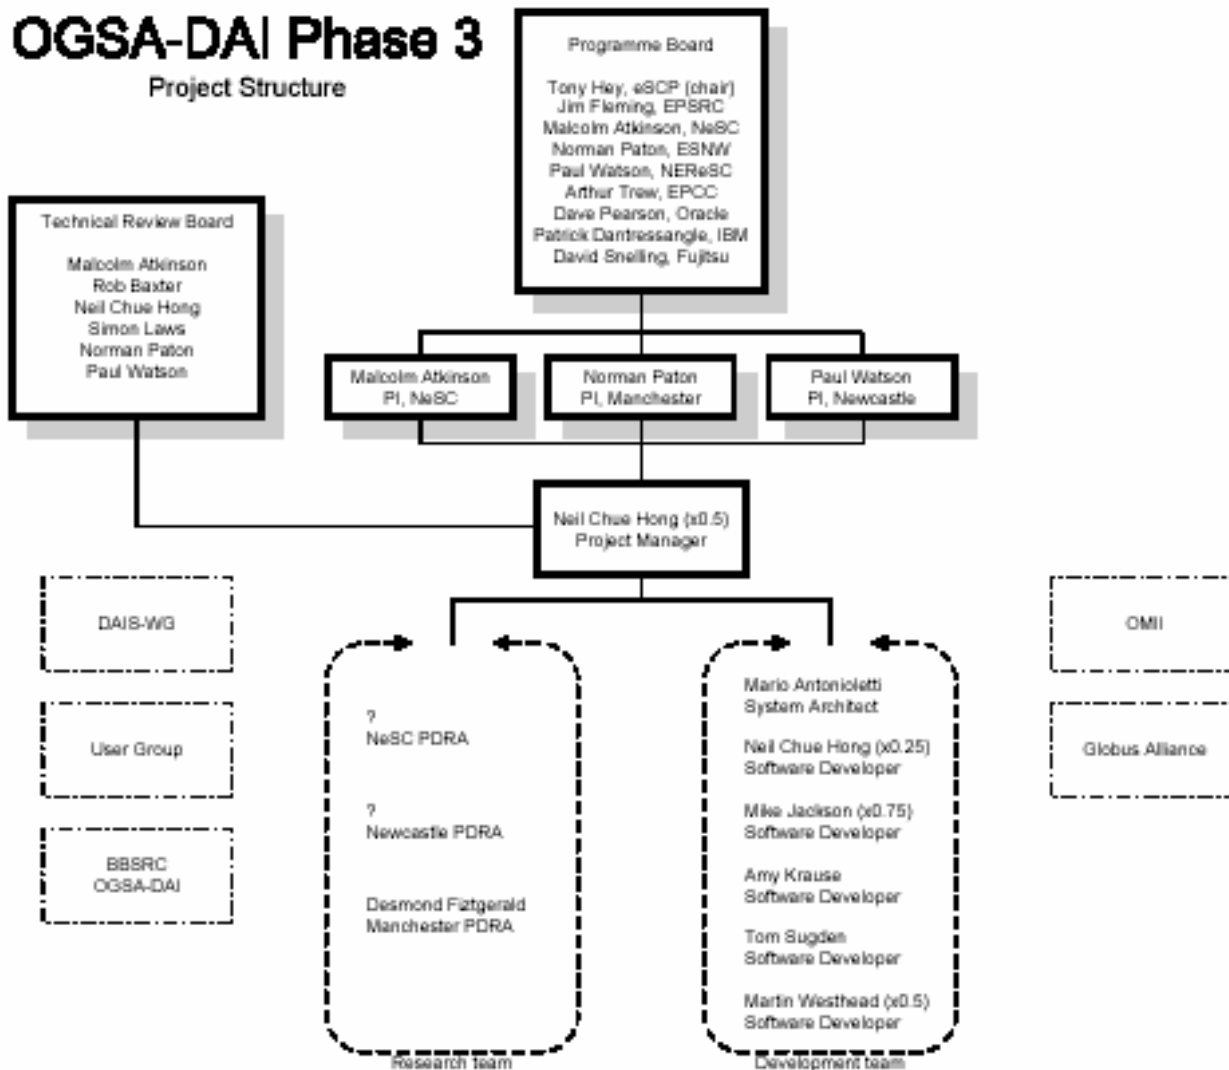 OGSA-DAI Phase 3
Project Structure
Programme Board
Tony Hey, eSCP (chair)
Jim Fleming, EPSRC
Malcolm Atkinson, NeSC
Norman Paton, ESNW
Paul Watson, NEReSC
Arthur Trew, EPCC
Dave Pearson, Oracle
Patrick Dantressangle, IBM
David Snelling, Fujitsu
Technical Review Board
Malcolm Atkinson
Rob Baxter
Neil Chue Hong
Simon Laws
Norman Paton
Paul Watson
Malcolm Atkinson
PI, NeSC
Norman Paton
PI, Manchester
Paul Watson
PI, Newcastle
Neil Chue Hong (x0.5)
Project Manager
DAIS-WG
User Group
BBSRC
OGSA-DAI
?
NeSC PDRA
?
Newcastle PDRA
Desmond Fiztgerald
Manchester PDRA
Research team
Mario Antonioletti
System Architect
Neil Chue Hong (x0.25)
Software Developer
Mike Jackson (x0.75)
Software Developer
Amy Krause
Software Developer
Tom Sugden
Software Developer
Martin Westhead (x0.5)
Software Developer
Development team
OMII
Globus Alliance